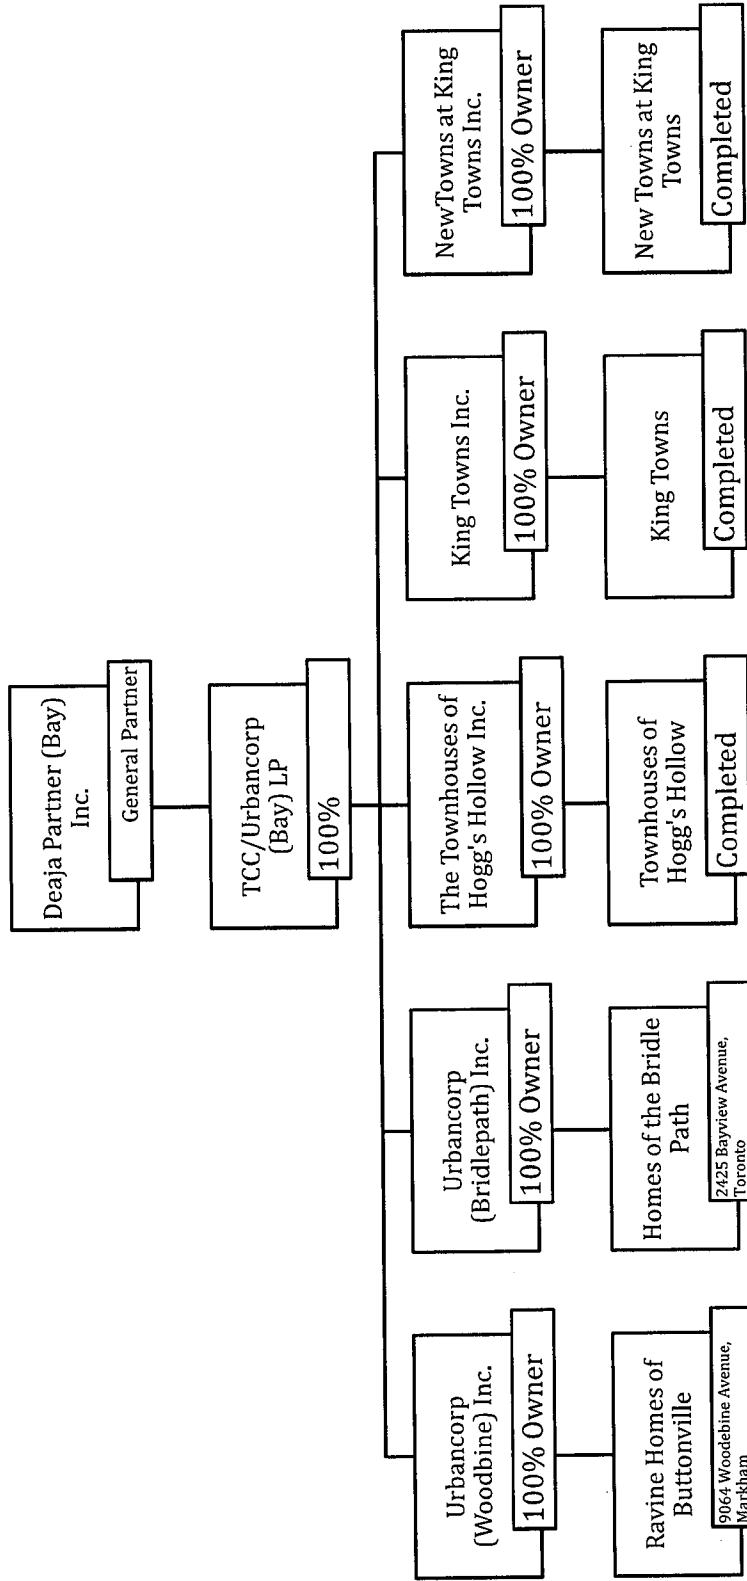 Deaja Partner (Bay)
Inc.
General Partner
TCC/Urbancorp
(Bay) LP
100%
Urbancorp
(Woodbine) Inc.
100% Owner
Urbancorp
(Bridlepath) Inc.
100% Owner
The Townhouses of
Hogg's Hollow Inc.
100% Owner
King Towns Inc.
100% Owner
NewTowns at King
Towns Inc.
100% Owner
Ravine Homes of
Buttonville
9064 Woodebine Avenue,
Markham
Homes of the Bridle
Path
2425 Bayview Avenue,
Toronto
Townhouses of
Hogg's Hollow
Completed
King Towns
Completed
New Towns at King
Towns
Completed